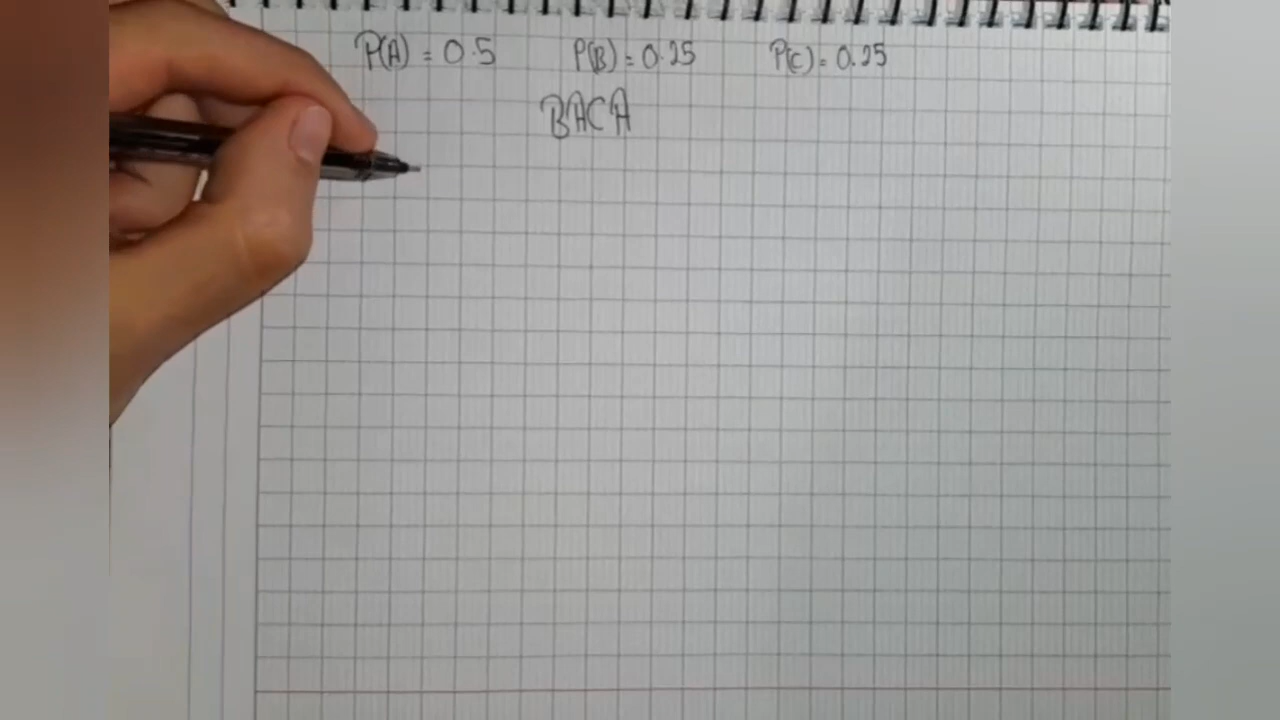 P(A) = 0.5 P(B) = 0.25 P(C) = 0.25
BACA